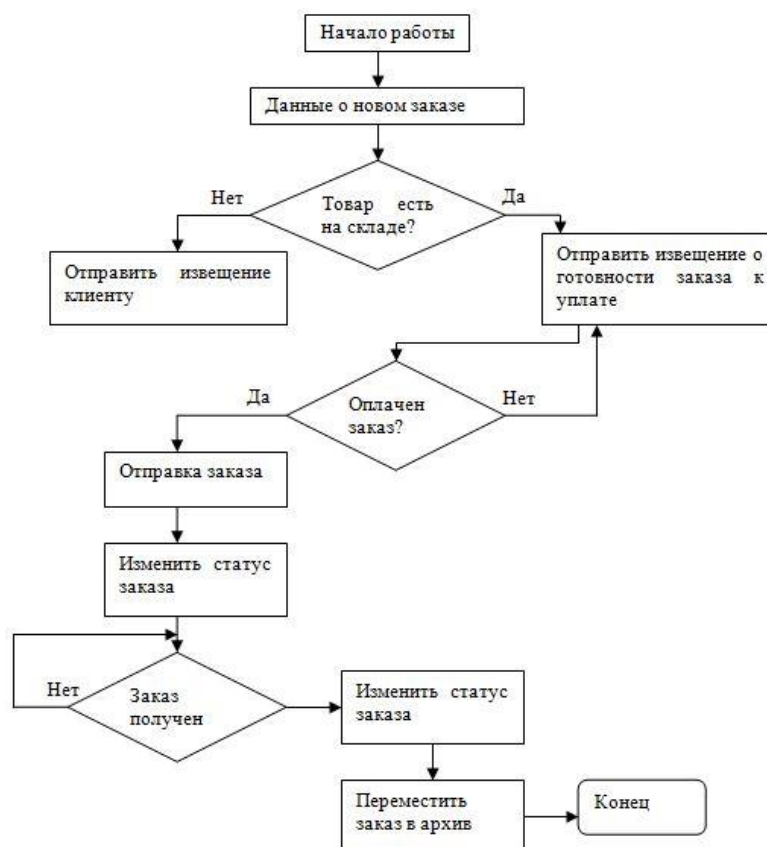 Начало работы
Данные о новом заказе
Нет
Да
Товар есть
на складе?
Отправить извещение
клиенту
Отправить извещение о
готовности заказа к
уплате
Да
Нет
Оплачен
заказ?
Отправка заказа
Изменить статус
заказа
Нет
Заказ
получен
Изменить статус
заказа
Переместить
заказ в архив
Конец